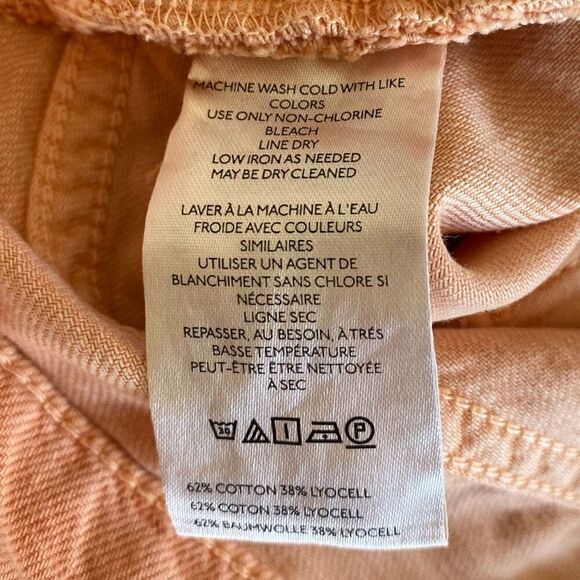 MACHINE WASH COLD WITH LIKE
COLORS
USE ONLY NON-CHLORINE
BLEACH
LINE DRY
LOW IRON AS NEEDED
MAY BE DRY CLEANED
LAVER À LA MACHINE À L'EAU
FROIDE AVEC COULEURS
SIMILAIRES
UTILISER UN AGENT DE
BLANCHIMENT SANS CHLORE SI
NÉCESSAIRE
LIGNE SEC
REPASSER, AU BESOIN, À TRÉS
BASSE TEMPÉRATURE
PEUT-ÊTRE ÊTRE NETTOYÉE
À SEC
30 P
62% COTTON 38% LYOCELL
62% COTON 38% LYOCELL
62% BAUMWOLLE 38% LYOCELL